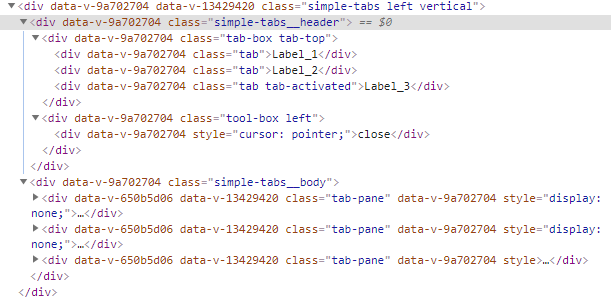 ▼<div data-v-9a702704 data-v-13429420 class="simple-tabs left vertical">
▼<div data-v-9a702704 class="simple-tabs__header"> == $0
▼<div data-v-9a702704 class="tab-box tab-top">
<div data-v-9a702704 class="tab">Label_1</div>
<div data-v-9a702704 class="tab">Label_2</div>
<div data-v-9a702704 class="tab tab-activated">Label_3</div>
</div>
▼<div data-v-9a702704 class="tool-box left">
<div data-v-9a702704 style="cursor: pointer;">close</div>
</div>
</div>
▼<div data-v-9a702704 class="simple-tabs__body">
▶<div data-v-650b5d06 data-v-13429420 class="tab-pane" data-v-9a702704 style="display:
none;">…</div>
▶<div data-v-650b5d06 data-v-13429420 class="tab-pane" data-v-9a702704 style="display:
none;">…</div>
▶<div data-v-650b5d06 data-v-13429420 class="tab-pane" data-v-9a702704 style>…</div>
</div>
</div>